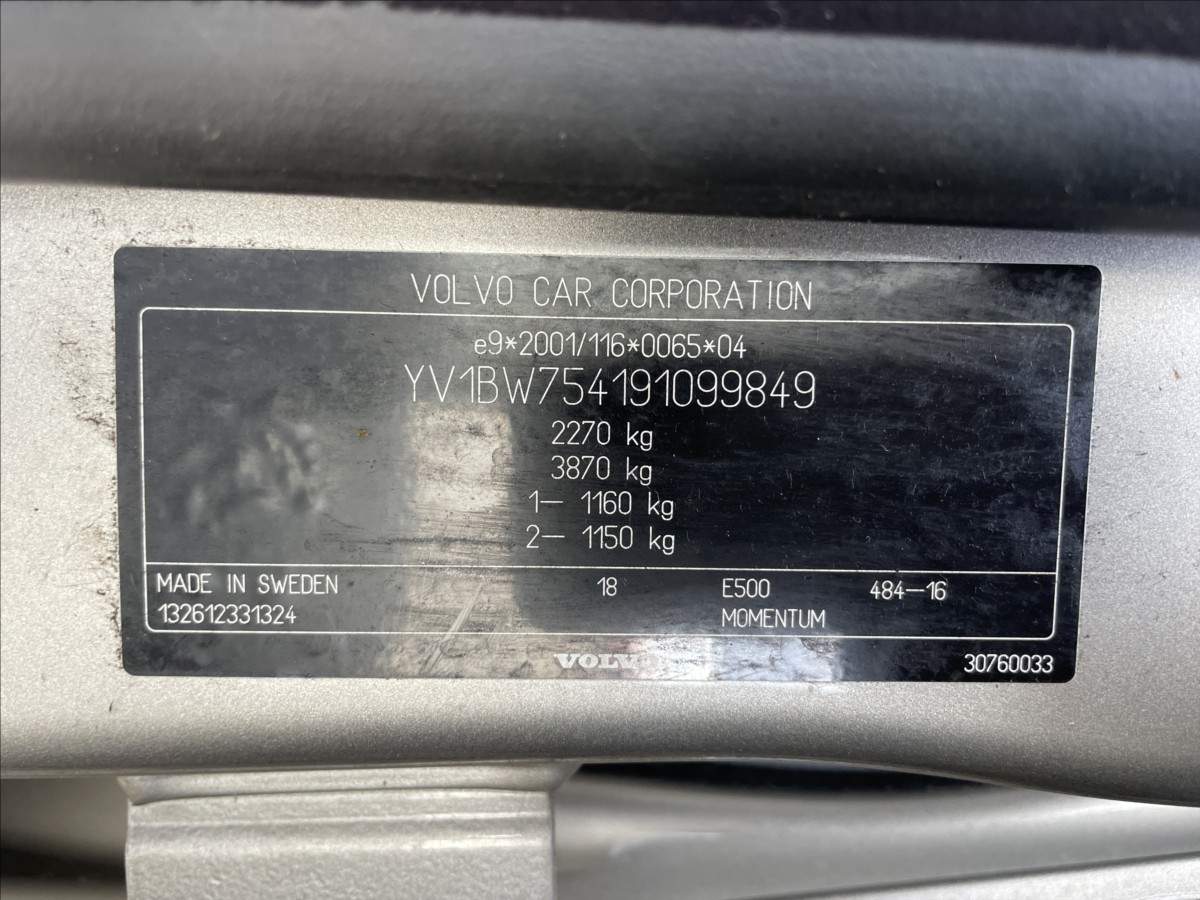 VOLVO CAR CORPORATION
e9*2001/116*0065*04
YV1BW754191099849
2270 kg
3870 kg
1— 1160 kg
2— 1150 kg
MADE IN SWEDEN 18 E500 484—16
132612331324 MOMENTUM
VOLVO 30760033